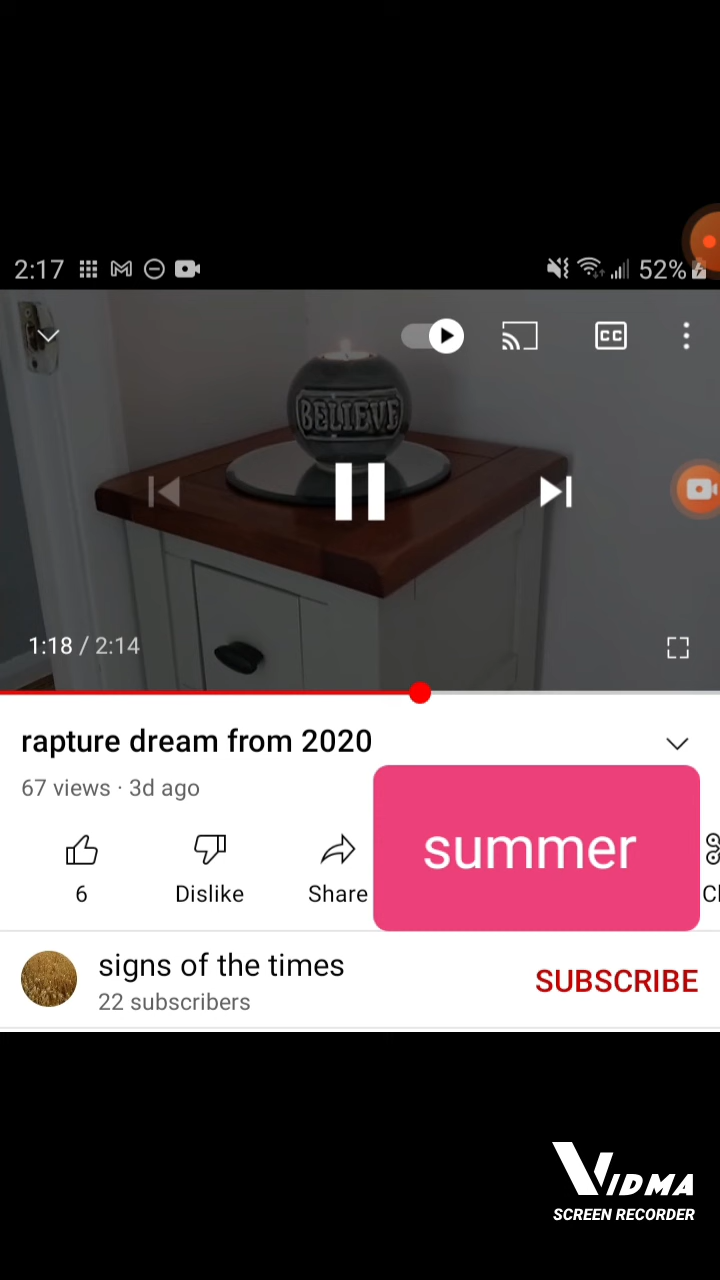 2:17
52%
CC
BELIEVE
1:18 / 2:14
rapture dream from 2020
67 views · 3d ago
summer
6 Dislike Share
signs of the times
22 subscribers
SUBSCRIBE
VIDMA
SCREEN RECORDER